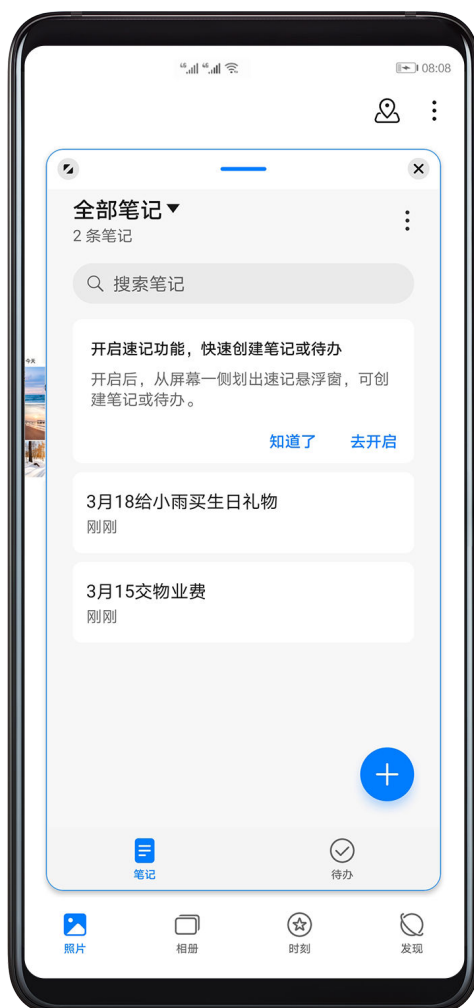 08:08
全部笔记
2 条笔记
搜索笔记
今天
开启速记功能，快速创建笔记或待办
开启后，从屏幕一侧划出速记悬浮窗，可创
建笔记或待办。
知道了 去开启
3月18给小雨买生日礼物
刚刚
3月15交物业费
刚刚
笔记 待办
照片 相册 时刻 发现